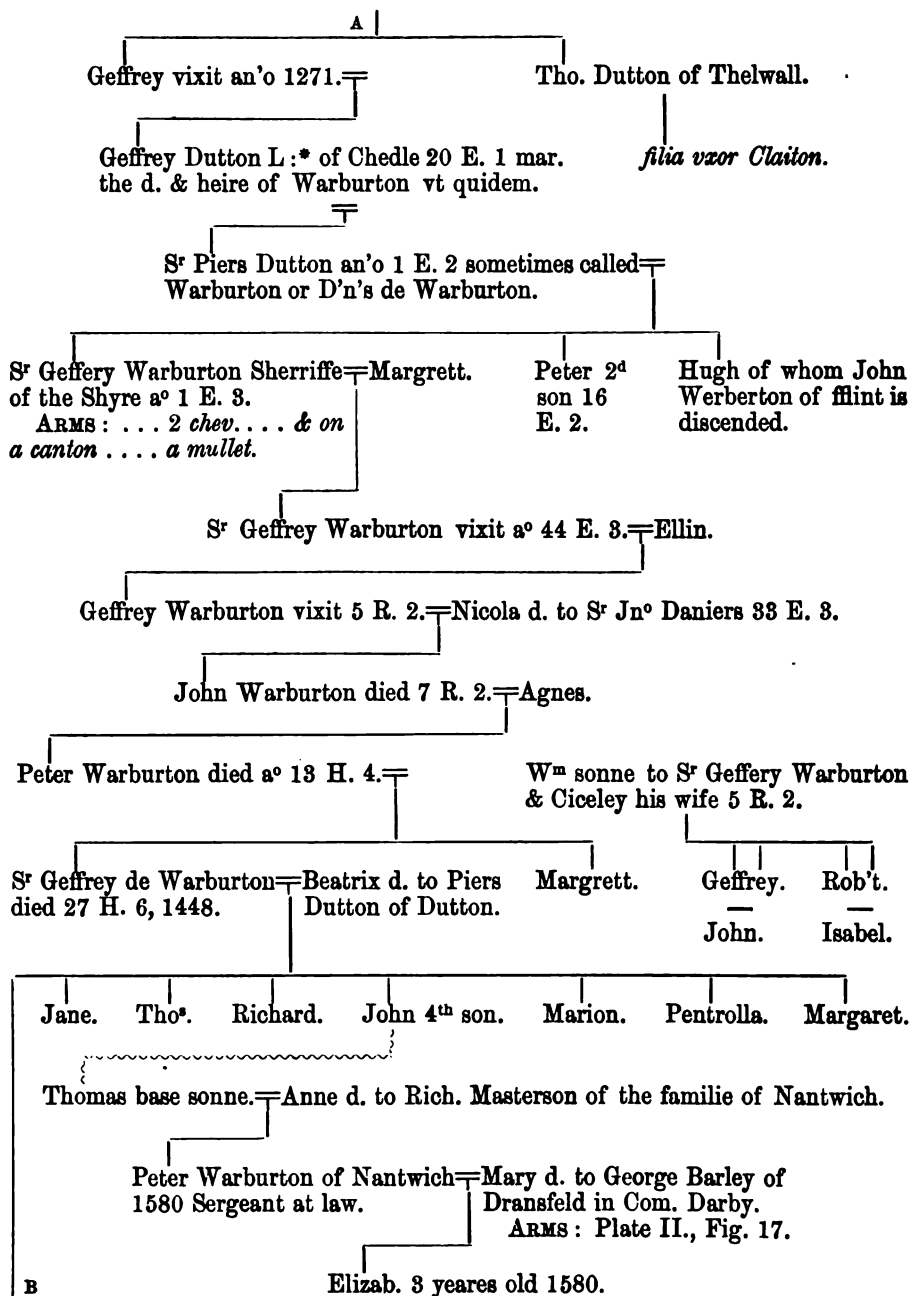 A
Geffrey vixit an'o 1271.
Tho. Dutton of Thelwall.
Geffrey Dutton L :* of Chedle 20 E. 1 mar.
the d. & heire of Warburton vt quidem.
filia vxor Claiton.
Sʳ Piers Dutton an'o 1 E. 2 sometimes called
Warburton or D'n's de Warburton.
Sʳ Geffery Warburton Sherriffe
of the Shyre aº 1 E. 3.
ARMS : . . . 2 chev. . . . & on
a canton . . . . a mullet.
Margrett.
Peter 2ᵈ
son 16
E. 2.
Hugh of whom John
Werberton of fflint is
discended.
Sʳ Geffrey Warburton vixit aº 44 E. 3.
Ellin.
Geffrey Warburton vixit 5 R. 2.
Nicola d. to Sʳ Jnº Daniers 33 E. 3.
John Warburton died 7 R. 2.
Agnes.
Peter Warburton died aº 13 H. 4.
Wᵐ sonne to Sʳ Geffery Warburton
& Ciceley his wife 5 R. 2.
Sʳ Geffrey de Warburton
died 27 H. 6, 1448.
Beatrix d. to Piers
Dutton of Dutton.
Margrett.
Geffrey.
John.
Rob't.
Isabel.
Jane.
Thoˢ.
Richard.
John 4ᵗʰ son.
Marion.
Pentrolla.
Margaret.
Thomas base sonne.
Anne d. to Rich. Masterson of the familie of Nantwich.
Peter Warburton of Nantwich
1580 Sergeant at law.
Mary d. to George Barley of
Dransfeld in Com. Darby.
ARMS : Plate II., Fig. 17.
B
Elizab. 3 yeares old 1580.